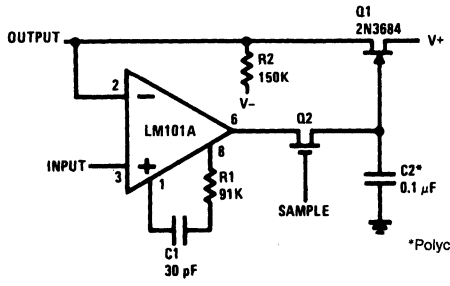 Q1
2N3684
OUTPUT
V+
R2
150K
V-
2
LM101A
6
Q2
INPUT
3
8
1
R1
91K
SAMPLE
C2*
0.1 μF
C1
30 pF
*Polyc